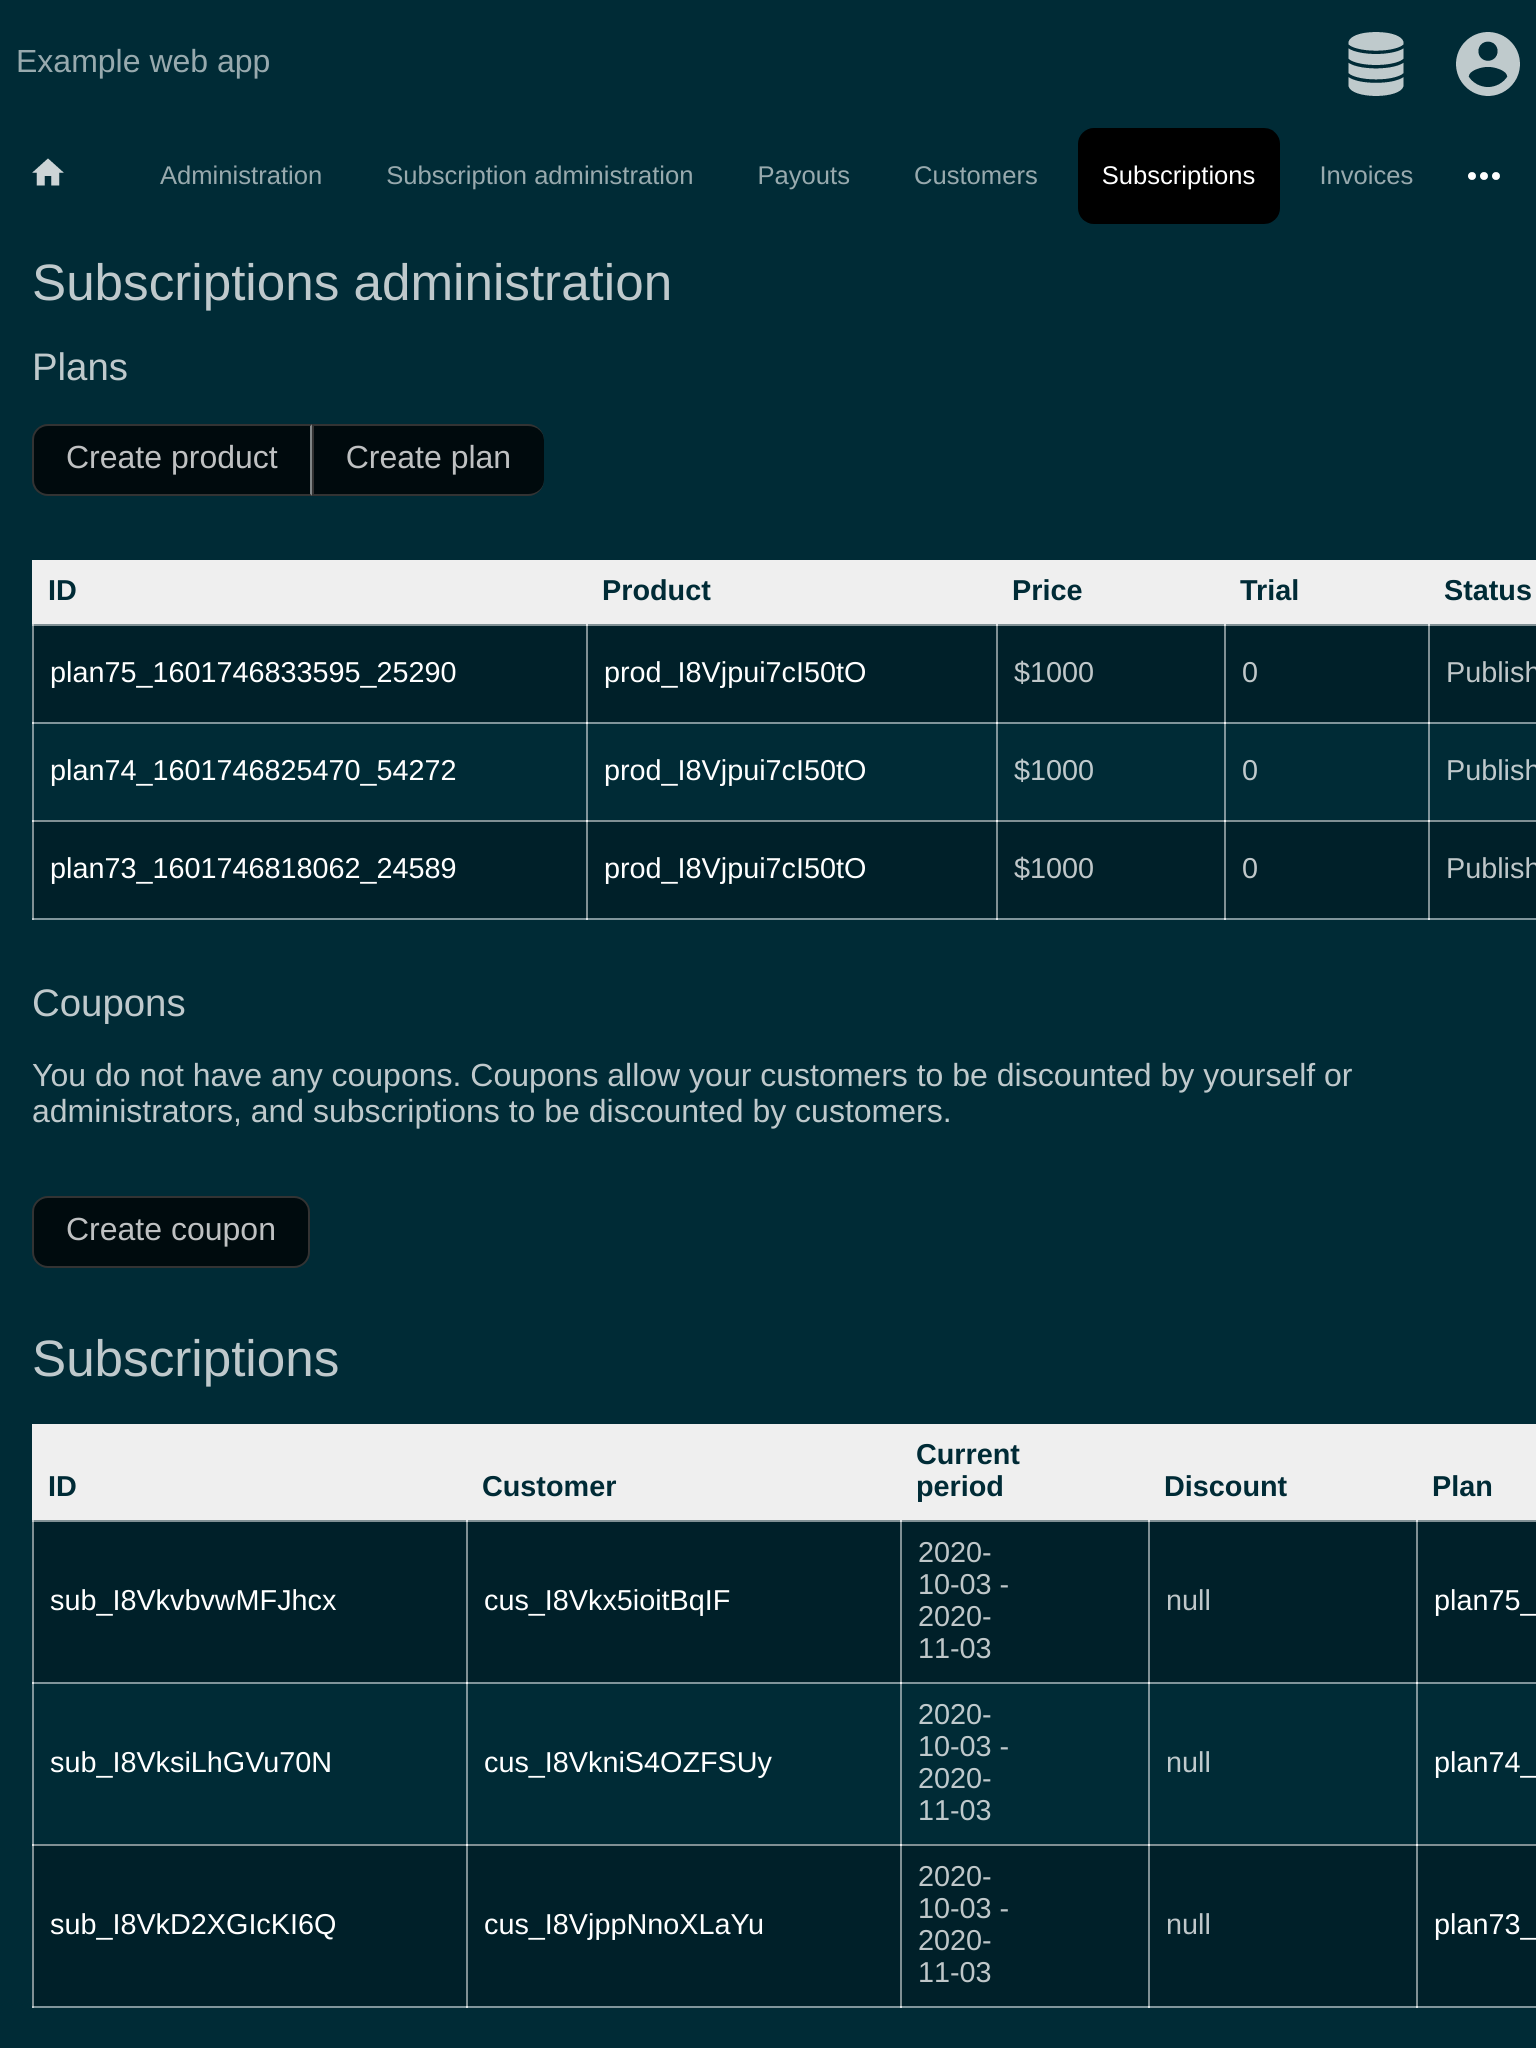 Example web app
Administration Subscription administration Payouts Customers Subscriptions Invoices
Subscriptions administration
Plans
Create product Create plan
ID Product Price Trial Status
plan75_1601746833595_25290 prod_I8Vjpui7cI50tO $1000 0 Publish
plan74_1601746825470_54272 prod_I8Vjpui7cI50tO $1000 0 Publish
plan73_1601746818062_24589 prod_I8Vjpui7cI50tO $1000 0 Publish
Coupons
You do not have any coupons. Coupons allow your customers to be discounted by yourself or
administrators, and subscriptions to be discounted by customers.
Create coupon
Subscriptions
ID Customer Current period Discount Plan
sub_I8VkvbvwMFJhcx cus_I8Vkx5ioitBqIF 2020-10-03 - 2020-11-03 null plan75_
sub_I8VksiLhGVu70N cus_I8VkniS4OZFSUy 2020-10-03 - 2020-11-03 null plan74_
sub_I8VkD2XGIcKI6Q cus_I8VjppNnoXLaYu 2020-10-03 - 2020-11-03 null plan73_